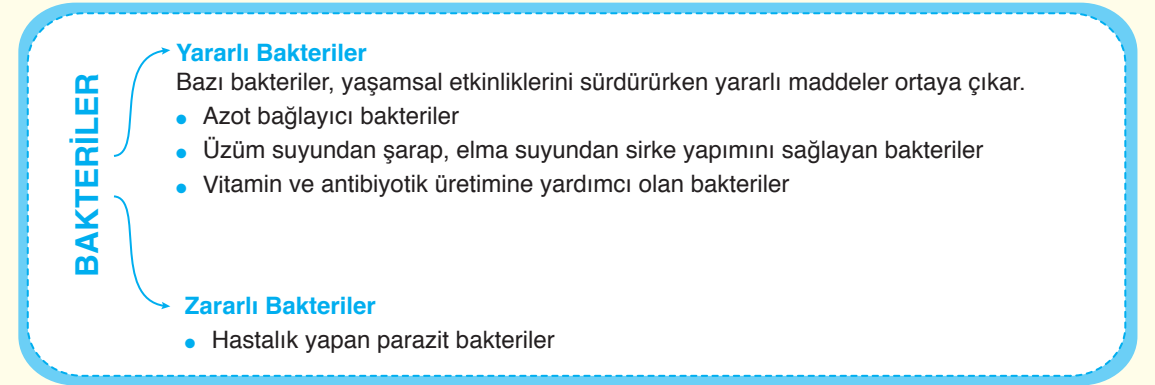 BAKTERİLER
Yararlı Bakteriler
Bazı bakteriler, yaşamsal etkinliklerini sürdürürken yararlı maddeler ortaya çıkar.
• Azot bağlayıcı bakteriler
• Üzüm suyundan şarap, elma suyundan sirke yapımını sağlayan bakteriler
• Vitamin ve antibiyotik üretimine yardımcı olan bakteriler
Zararlı Bakteriler
• Hastalık yapan parazit bakteriler